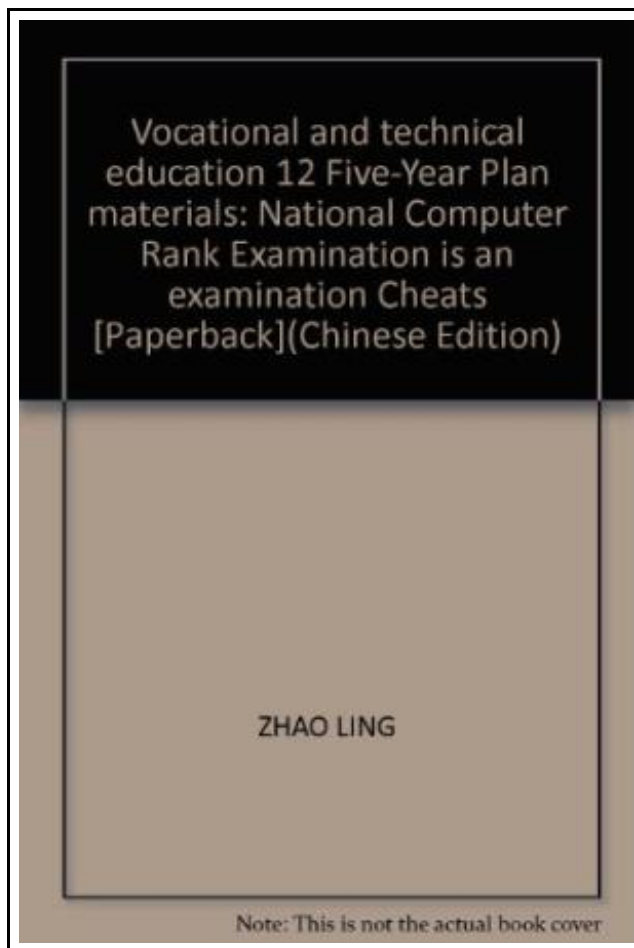 Vocational and technical
education 12 Five-Year Plan
materials: National Computer
Rank Examination is an
examination Cheats
[Paperback](Chinese Edition)
ZHAO LING
Note: This is not the actual book cover